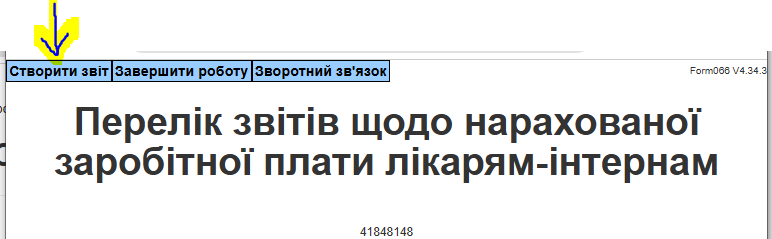 Створити звіт Завершити роботу Зворотний зв'язок Form066 V4.34.3
Перелік звітів щодо нарахованої
заробітної плати лікарям-інтернам
41848148